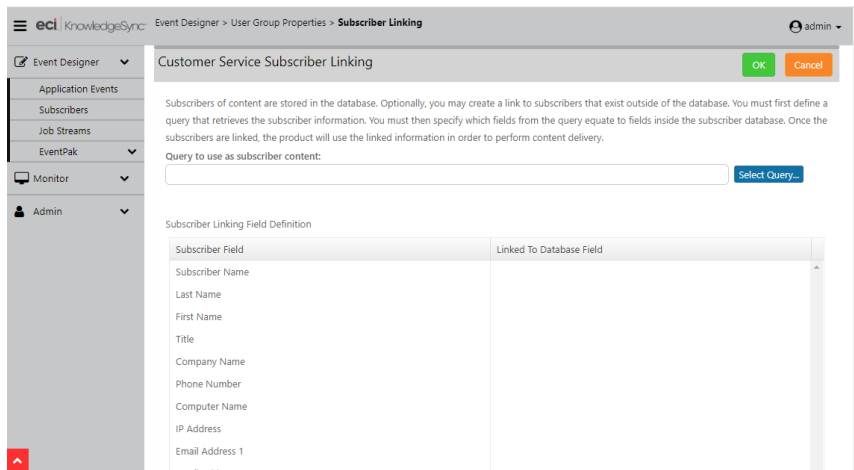 eci KnowledgeSync
Event Designer > User Group Properties > Subscriber Linking
admin
Event Designer
Application Events
Subscribers
Job Streams
EventPak
Monitor
Admin
Customer Service Subscriber Linking
OK
Cancel
Subscribers of content are stored in the database. Optionally, you may create a link to subscribers that exist outside of the database. You must first define a
query that retrieves the subscriber information. You must then specify which fields from the query equate to fields inside the subscriber database. Once the
subscribers are linked, the product will use the linked information in order to perform content delivery.
Query to use as subscriber content:
Select Query...
Subscriber Linking Field Definition
Subscriber Field
Linked To Database Field
Subscriber Name
Last Name
First Name
Title
Company Name
Phone Number
Computer Name
IP Address
Email Address 1